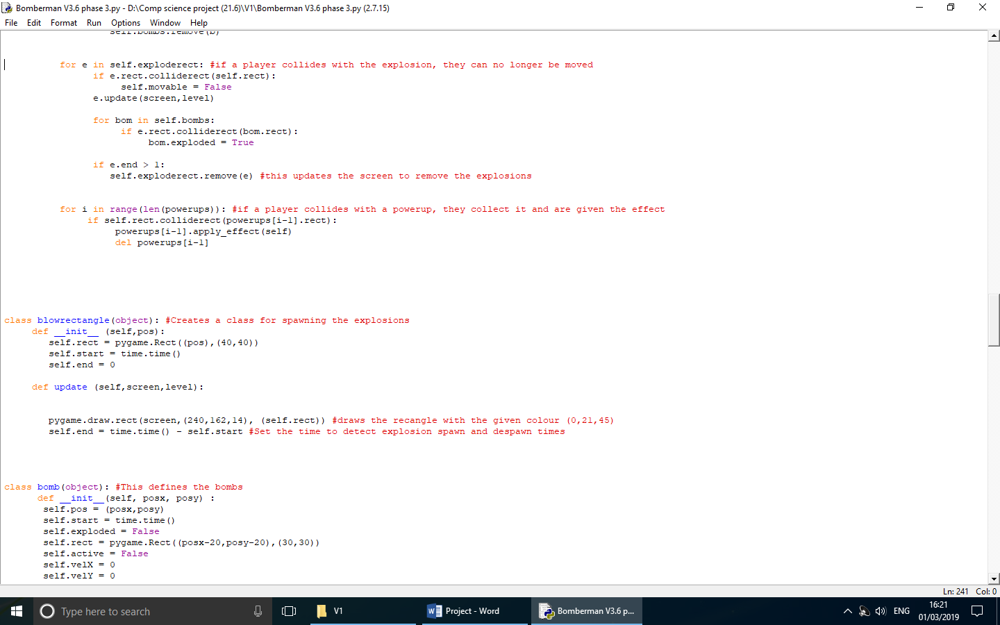 Bomberman V3.6 phase 3.py - D:\Comp science project (21.6)\V1\Bomberman V3.6 phase 3.py (2.7.15)
File Edit Format Run Options Window Help
self.bombs.remove(b)
for e in self.exploderect: #if a player collides with the explosion, they can no longer be moved
if e.rect.colliderect(self.rect):
self.movable = False
e.update(screen,level)
for bom in self.bombs:
if e.rect.colliderect(bom.rect):
bom.exploded = True
if e.end > 1:
self.exploderect.remove(e) #this updates the screen to remove the explosions
for i in range(len(powerups)): #if a player collides with a powerup, they collect it and are given the effect
if self.rect.colliderect(powerups[i-1].rect):
powerups[i-1].apply_effect(self)
del powerups[i-1]
class blowrectangle(object): #Creates a class for spawning the explosions
def __init__ (self,pos):
self.rect = pygame.Rect((pos),(40,40))
self.start = time.time()
self.end = 0
def update (self,screen,level):
pygame.draw.rect(screen,(240,162,14), (self.rect)) #draws the recangle with the given colour (0,21,45)
self.end = time.time() - self.start #Set the time to detect explosion spawn and despawn times
class bomb(object): #This defines the bombs
def __init__(self, posx, posy) :
self.pos = (posx,posy)
self.start = time.time()
self.exploded = False
self.rect = pygame.Rect((posx-20,posy-20),(30,30))
self.active = False
self.velX = 0
self.velY = 0
Ln: 241 Col: 0
Type here to search
V1
Project - Word
Bomberman V3.6 p...
ENG
16:21
01/03/2019